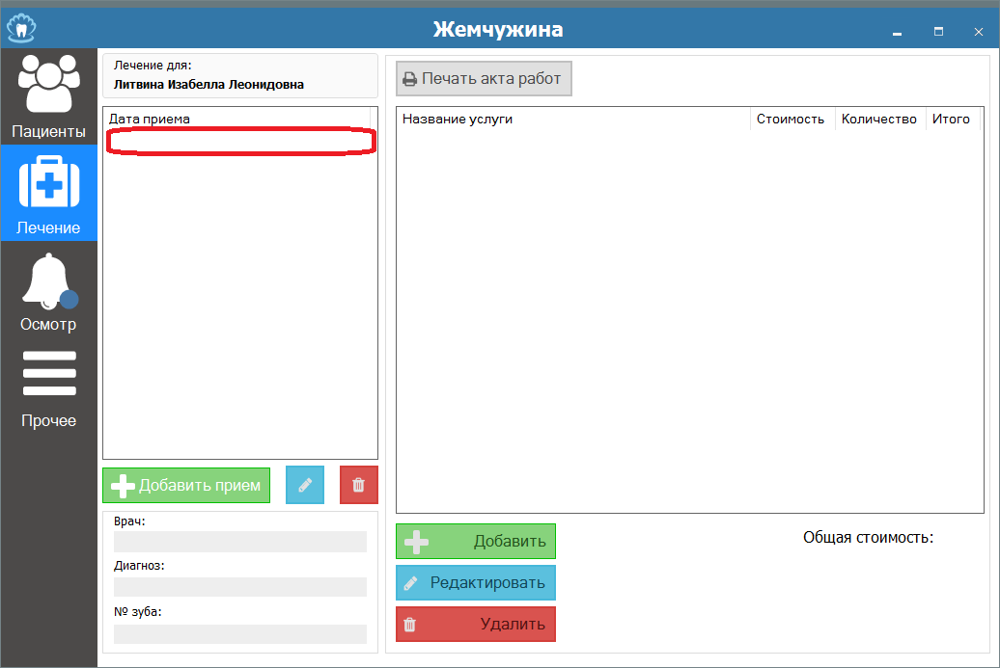 Жемчужина
Пациенты
Лечение
Осмотр
Прочее
Лечение для:
Литвина Изабелла Леонидовна
Дата приема
Добавить прием
Врач:
Диагноз:
№ зуба:
Печать акта работ
Название услуги Стоимость Количество Итого
Добавить
Редактировать
Удалить
Общая стоимость: